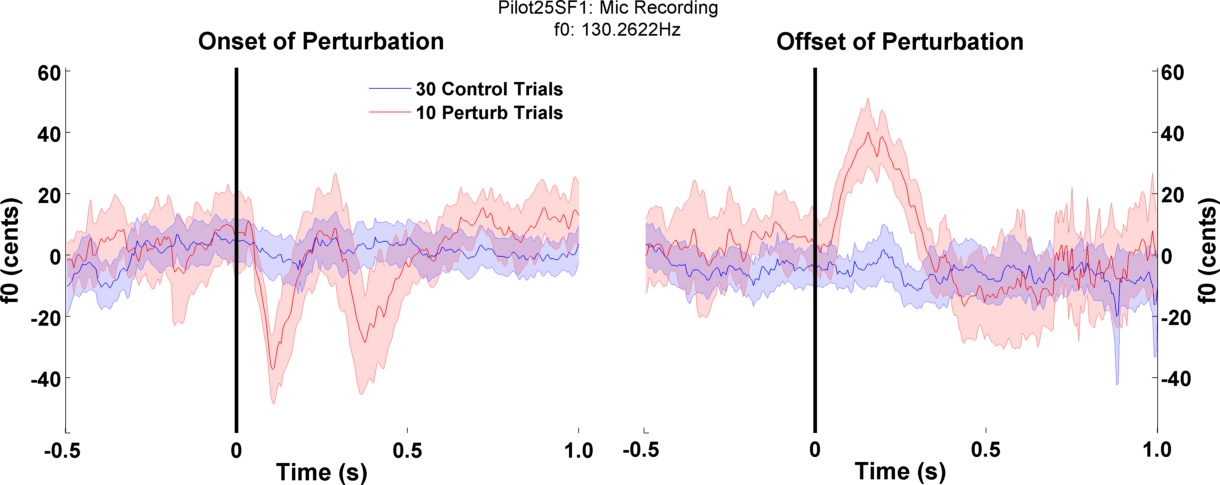 Pilot25SF1: Mic Recording
f0: 130.2622Hz
Onset of Perturbation
Offset of Perturbation
30 Control Trials
10 Perturb Trials
60
40
20
0
-20
-40
f0 (cents)
-0.5
0
0.5
1.0
Time (s)
60
40
20
0
-20
-40
f0 (cents)
-0.5
0
0.5
1.0
Time (s)